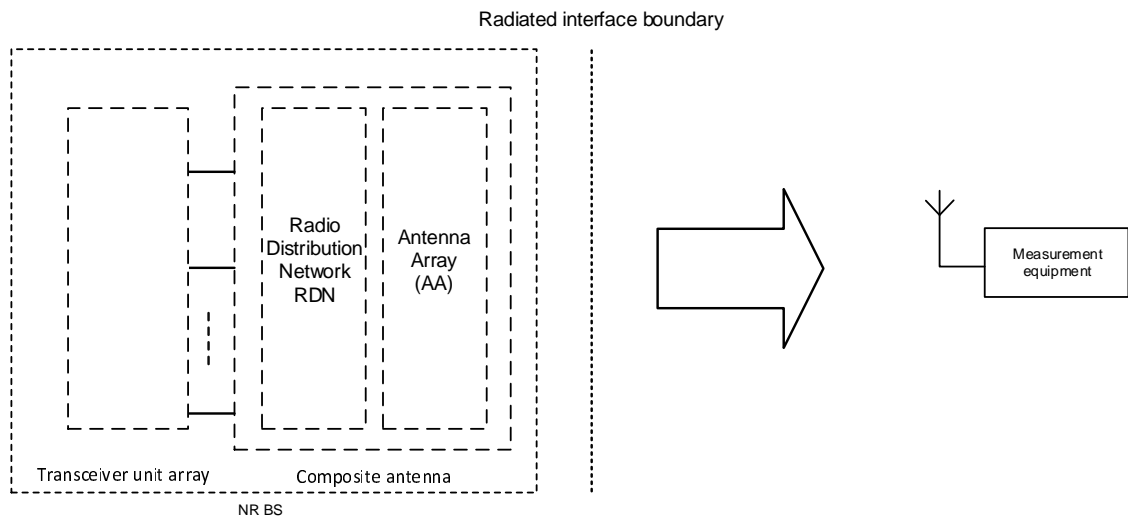 Radiated interface boundary
Radio
Distribution
Network
RDN
Antenna
Array
(AA)
Measurement
equipment
Transceiver unit array
Composite antenna
NR BS